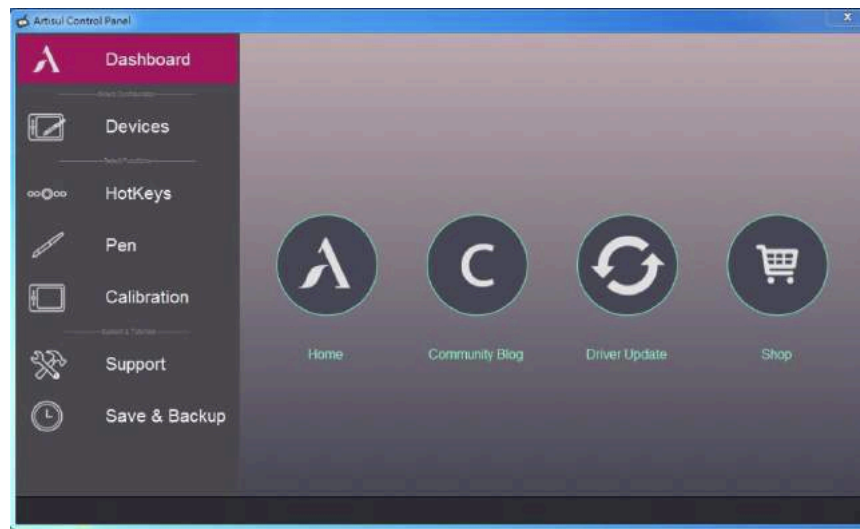 Artisul Control Panel
X
Dashboard
Devices
HotKeys
Pen
Calibration
Support
Save & Backup
C
Home
Community Blog
Driver Update
Shop